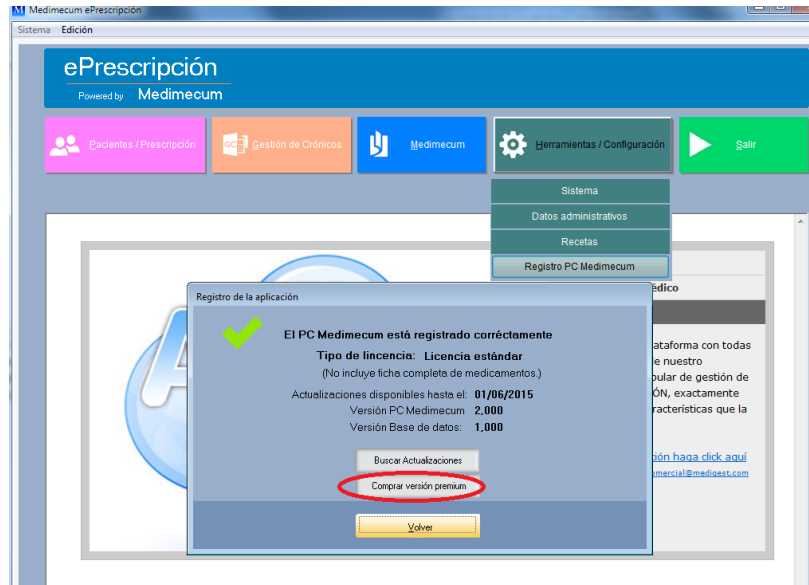 Medimecum ePrescripción
Sistema Edición
ePrescripción
Powered by Medimecum
Pacientes / Prescripción
Gestión de Crónicos
Medimecum
Herramientas / Configuración
Salir
Sistema
Datos administrativos
Recetas
Registro PC Medimecum
édico
Registro de la aplicación
El PC Medimecum está registrado corréctamente
Tipo de lincencia: Licencia estándar
(No incluye ficha completa de medicamentos.)
Actualizaciones disponibles hasta el: 01/06/2015
Versión PC Medimecum 2,000
Versión Base de datos: 1,000
Buscar Actualizaciones
Comprar versión premium
Volver
ataforma con todas
e nuestro
pular de gestión de
ÓN, exactamente
racterísticas que la
ión haga click aquí
omercial@medigest.com